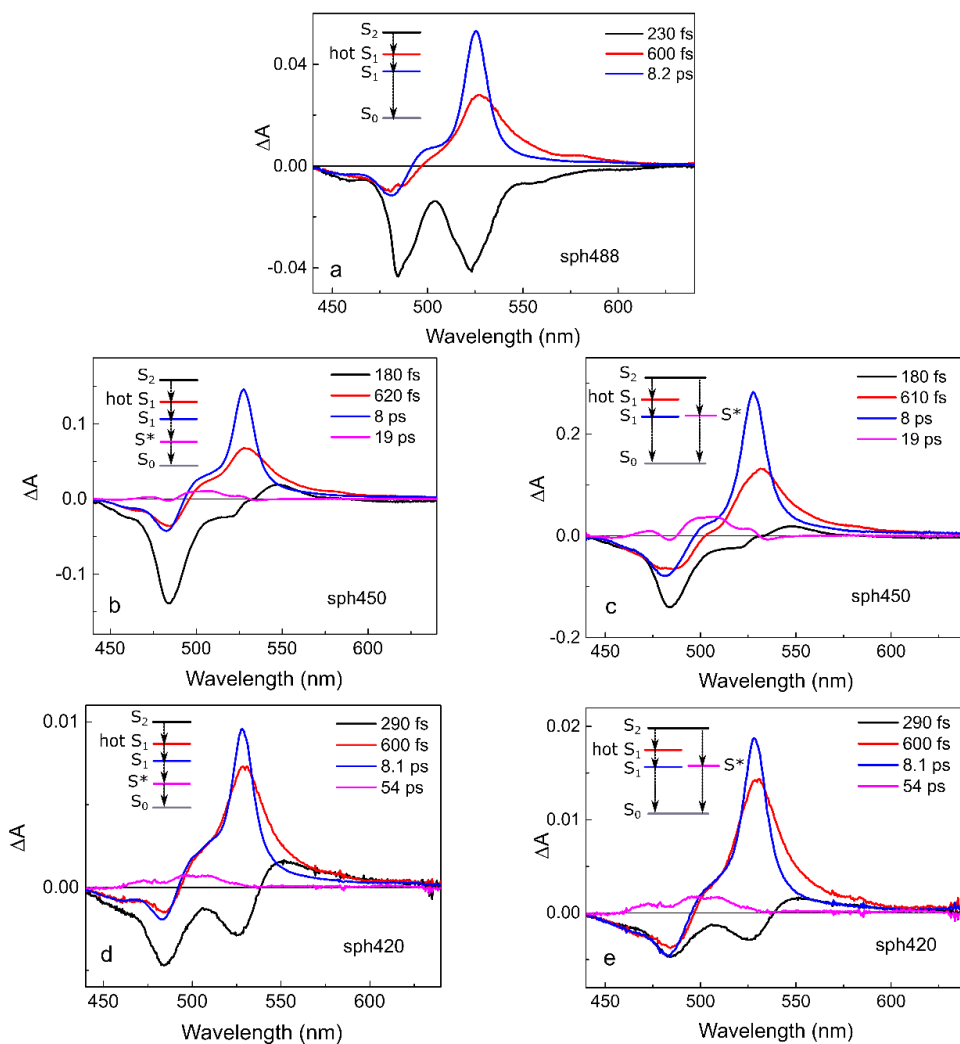 S₂
hot S₁
S₁
S₀
230 fs
600 fs
8.2 ps
0.04
0.00
-0.04
ΔA
a
sph488
450 500 550 600
Wavelength (nm)
S₂
hot S₁
S₁
S*
S₀
180 fs
620 fs
8 ps
19 ps
0.1
0.0
-0.1
ΔA
b
sph450
450 500 550 600
Wavelength (nm)
S₂
hot S₁
S₁
S*
S₀
180 fs
610 fs
8 ps
19 ps
0.2
0.0
-0.2
ΔA
c
sph450
450 500 550 600
Wavelength (nm)
S₂
hot S₁
S₁
S*
S₀
290 fs
600 fs
8.1 ps
54 ps
0.01
0.00
ΔA
d
sph420
450 500 550 600
Wavelength (nm)
S₂
hot S₁
S₁
S*
S₀
290 fs
600 fs
8.1 ps
54 ps
0.02
0.01
0.00
ΔA
e
sph420
450 500 550 600
Wavelength (nm)